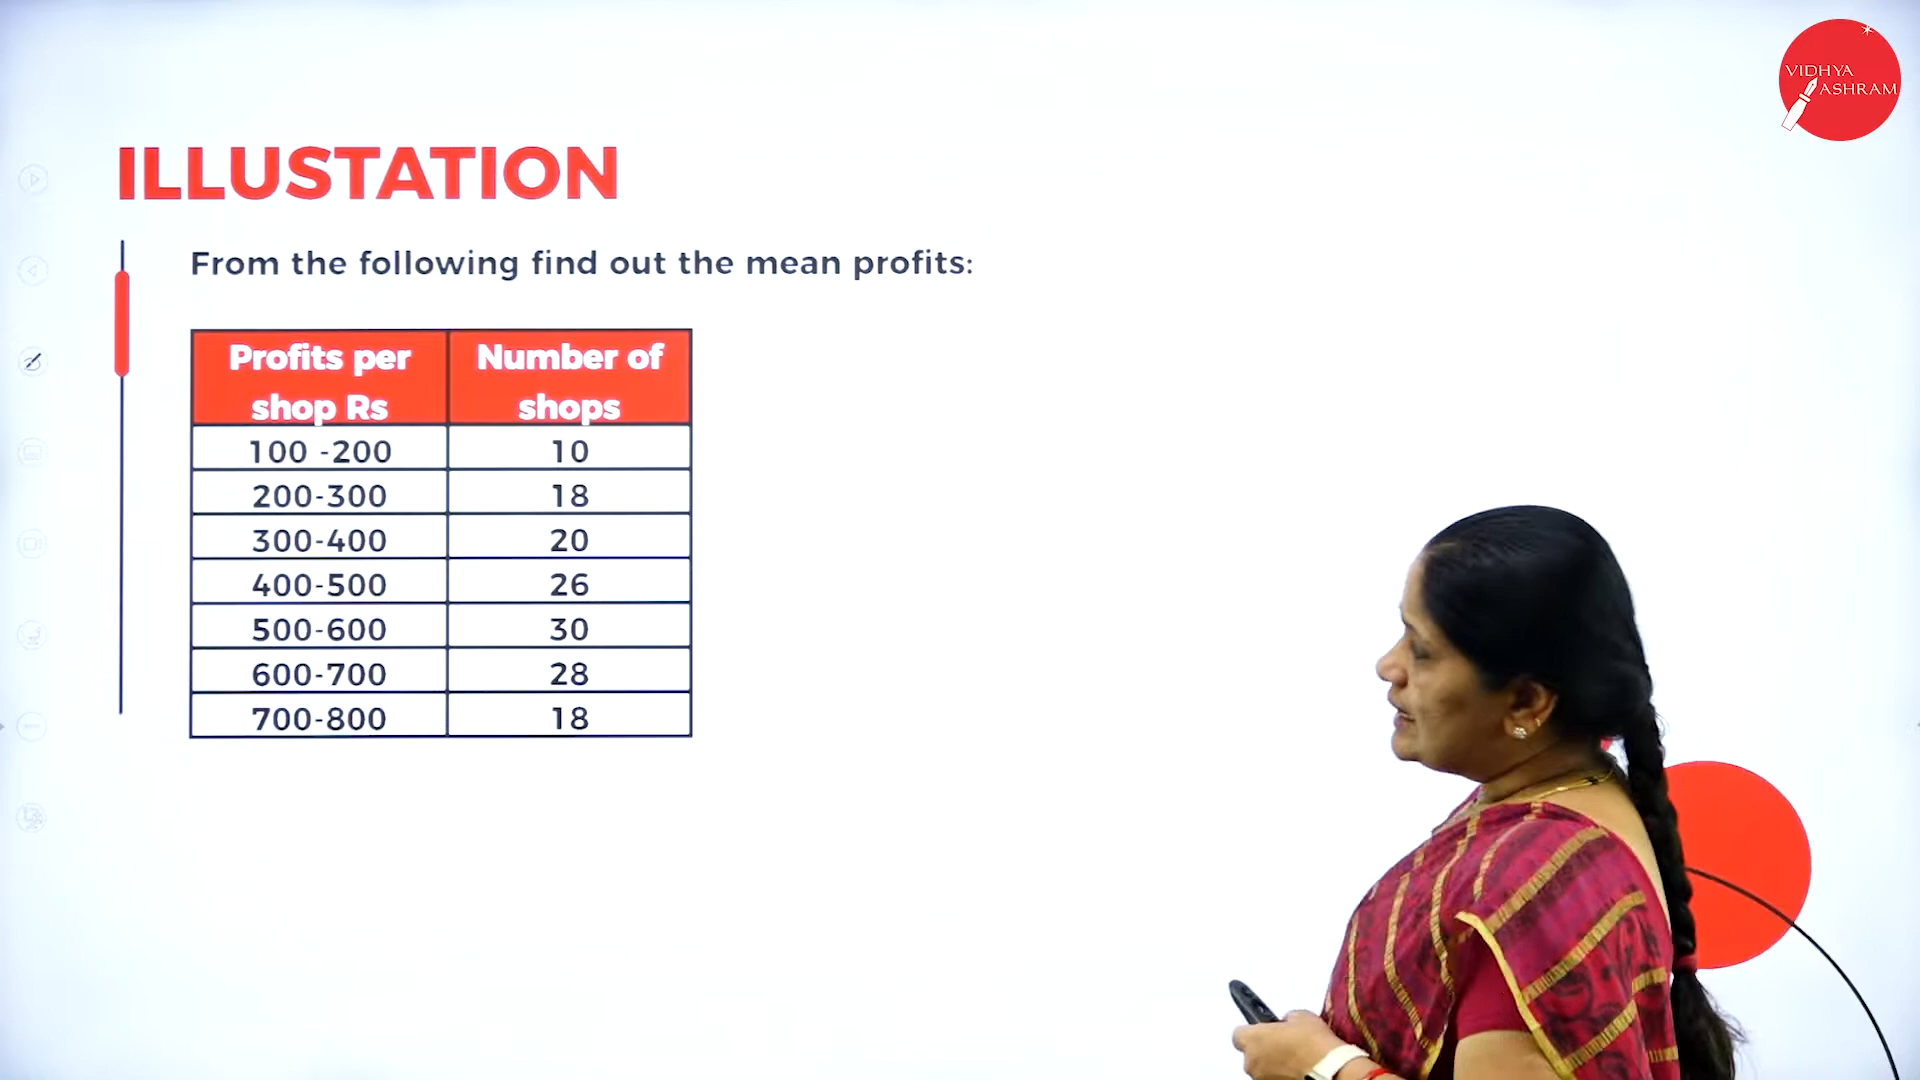 VIDHYA
ASHRAM
ILLUSTATION
From the following find out the mean profits:
Profits per shop Rs Number of shops
100 -200 10
200-300 18
300-400 20
400-500 26
500-600 30
600-700 28
700-800 18